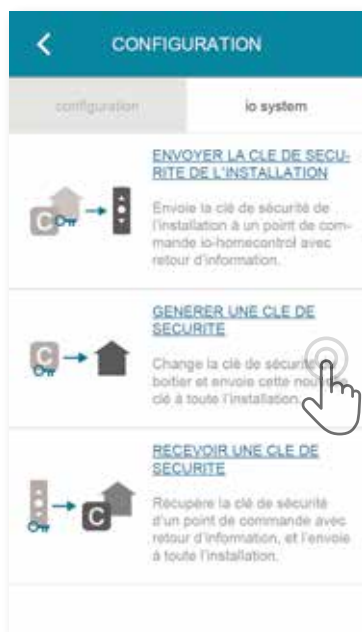 CONFIGURATION
configuration
io system
ENVOYER LA CLE DE SECU-
RITE DE L'INSTALLATION
Envoie la clé de sécurité de
l'installation à un point de com-
mande io-homecontrol avec
retour d'information.
C
GENERER UNE CLE DE
SECURITE
Change la clé de sécurité
boitier et envoie cette
clé à toute l'installation.
C
RECEVOIR UNE CLE DE
SECURITE
Récupère la clé de sécurité
d'un point de commande avec
retour d'information, et l'envoie
à toute l'installation.
C